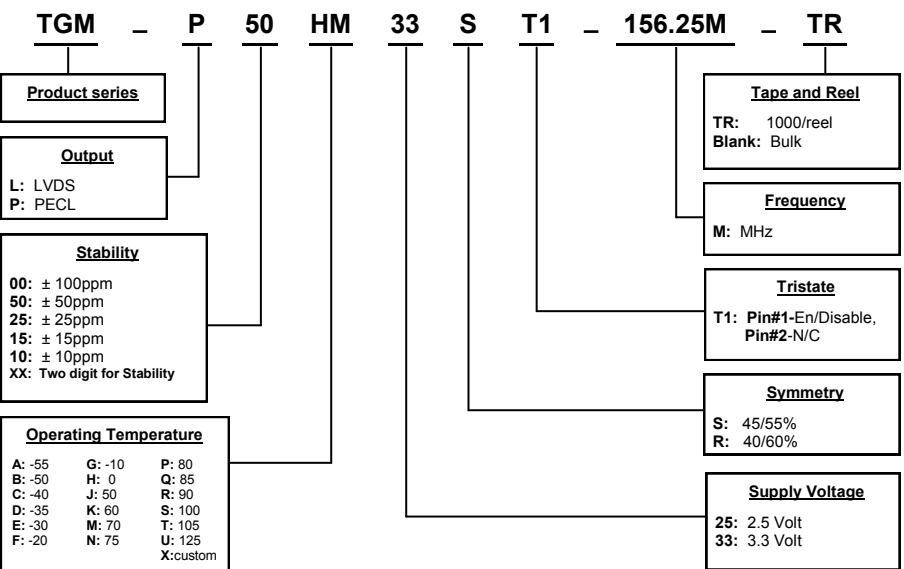 TGM – P 50 HM 33 S T1 – 156.25M – TR
Product series
Output
L: LVDS
P: PECL
Stability
00: ± 100ppm
50: ± 50ppm
25: ± 25ppm
15: ± 15ppm
10: ± 10ppm
XX: Two digit for Stability
Operating Temperature
A: -55 G: -10 P: 80
B: -50 H: 0 Q: 85
C: -40 J: 50 R: 90
D: -35 K: 60 S: 100
E: -30 M: 70 T: 105
F: -20 N: 75 U: 125
X:custom
Tape and Reel
TR: 1000/reel
Blank: Bulk
Frequency
M: MHz
Tristate
T1: Pin#1-En/Disable,
Pin#2-N/C
Symmetry
S: 45/55%
R: 40/60%
Supply Voltage
25: 2.5 Volt
33: 3.3 Volt